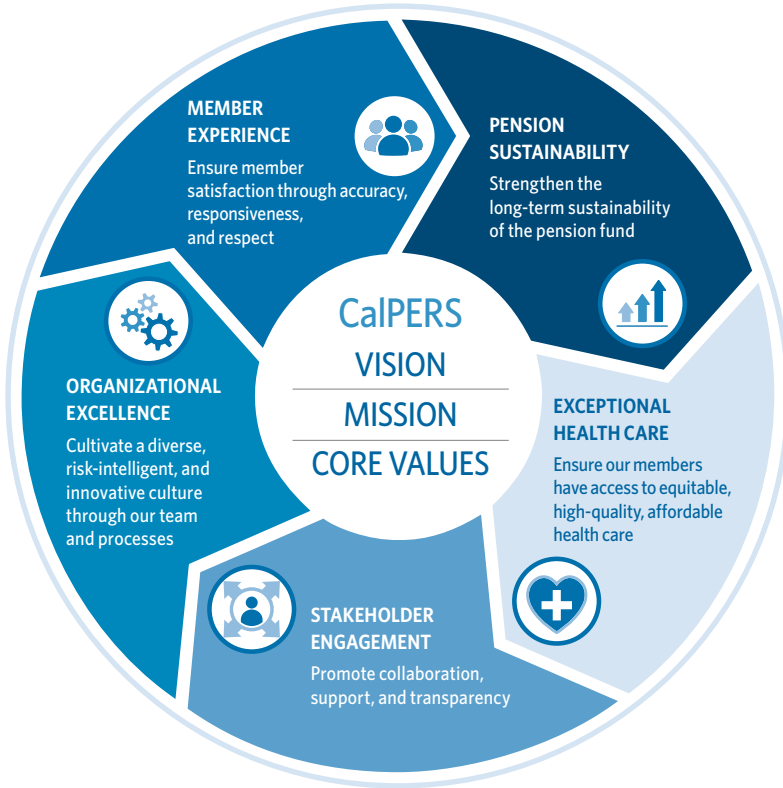 MEMBER
EXPERIENCE
Ensure member
satisfaction through accuracy,
responsiveness,
and respect
PENSION
SUSTAINABILITY
Strengthen the
long-term sustainability
of the pension fund
CalPERS
VISION
MISSION
CORE VALUES
ORGANIZATIONAL
EXCELLENCE
Cultivate a diverse,
risk-intelligent, and
innovative culture
through our team
and processes
EXCEPTIONAL
HEALTH CARE
Ensure our members
have access to equitable,
high-quality, affordable
health care
STAKEHOLDER
ENGAGEMENT
Promote collaboration,
support, and transparency